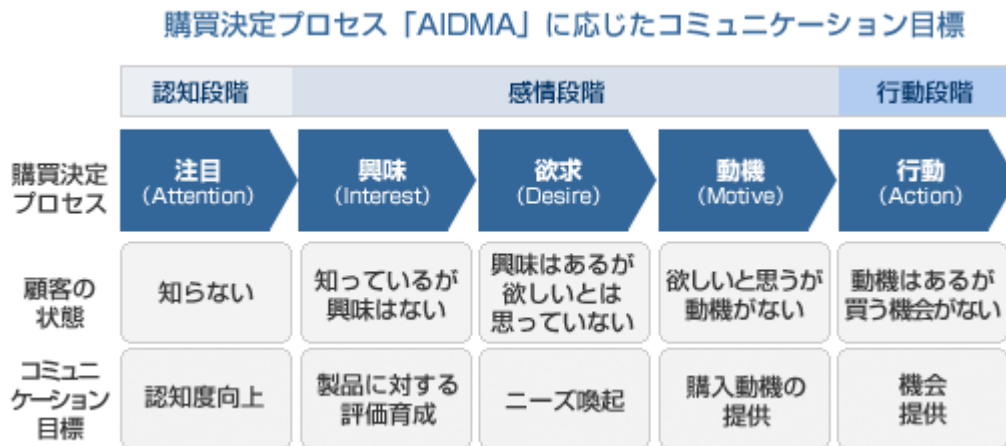 購買決定プロセス「AIDMA」に応じたコミュニケーション目標
認知段階
感情段階
行動段階
購買決定
プロセス
注目
(Attention)
興味
(Interest)
欲求
(Desire)
動機
(Motive)
行動
(Action)
顧客の
状態
知らない
知っているが
興味はない
興味はあるが
欲しいとは
思っていない
欲しいと思うが
動機がない
動機はあるが
買う機会がない
コミュニ
ケーション
目標
認知度向上
製品に対する
評価育成
ニーズ喚起
購入動機の
提供
機会
提供